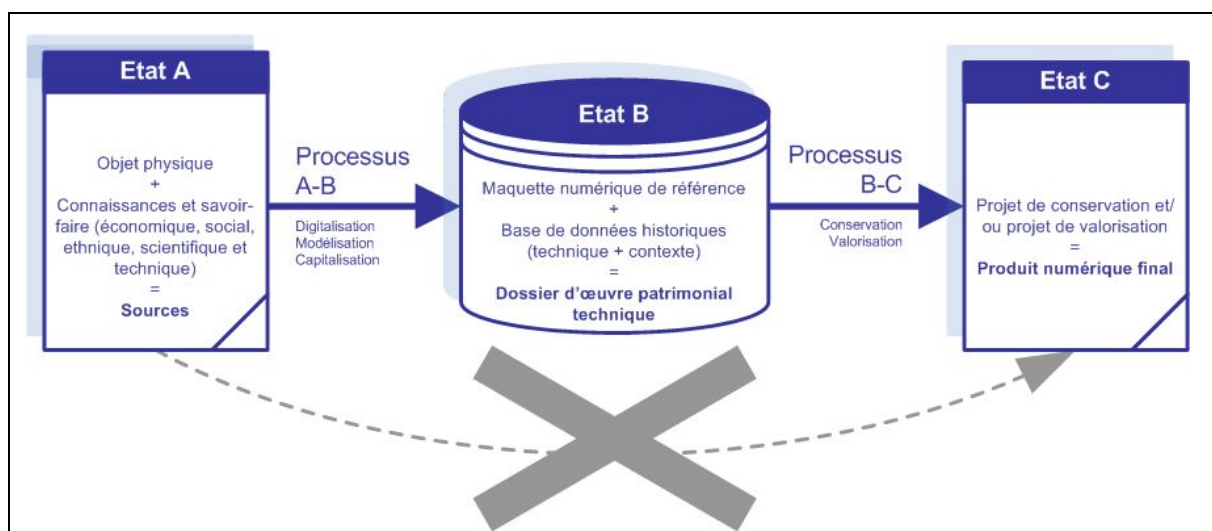 Etat A
Objet physique
+
Connaissances et savoir-
faire (économique, social,
ethnique, scientifique et
technique)
=
Sources
Processus
A-B
Digitalisation
Modélisation
Capitalisation
Etat B
Maquette numérique de référence
+
Base de données historiques
(technique + contexte)
=
Dossier d'œuvre patrimonial
technique
Processus
B-C
Conservation
Valorisation
Etat C
Projet de conservation et/
ou projet de valorisation
=
Produit numérique final